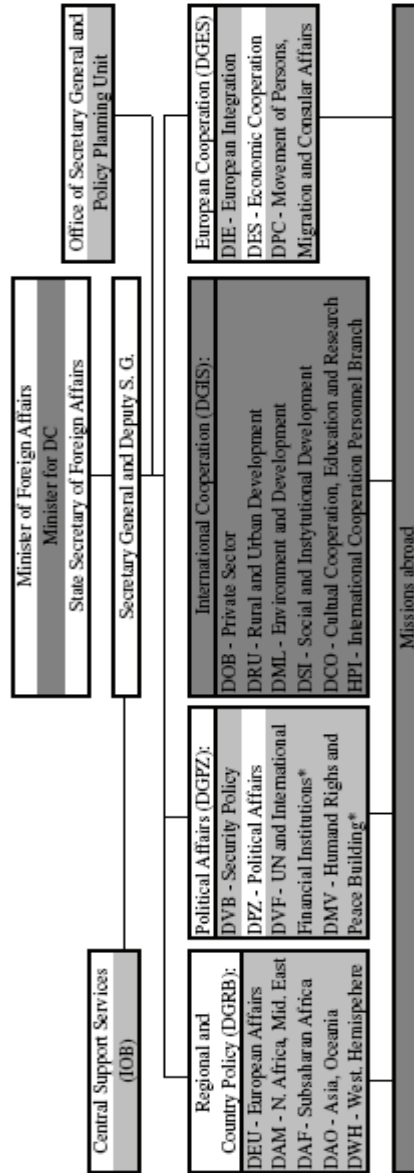 Minister of Foreign Affairs
Minister for DC
State Secretary of Foreign Affairs
Secretary General and Deputy S. G.
Office of Secretary General and
Policy Planning Unit
Central Support Services
(IOB)
Regional and
Country Policy (DGRB):
DEU - European Affairs
DAM - N. Africa, Mid. East
DAF - Subsaharan Africa
DAO - Asia, Oceania
DWH - West. Hemispehere
Political Affairs (DGPZ):
DVB - Security Policy
DPZ - Political Affairs
DVF - UN and International
Financial Institutions*
DMV - Humand Righs and
Peace Building*
International Cooperation (DGIS):
DOB - Private Sector
DRU - Rural and Urban Development
DML - Environment and Development
DSI - Social and Instytutional Development
DCO - Cultual Cooperation, Education and Research
HPI - International Cooperation Personnel Branch
European Cooperation (DGES)
DIE - European Integration
DES - Economic Cooperation
DPC - Movement of Persons,
Migration and Consular Affairs
Missions abroad